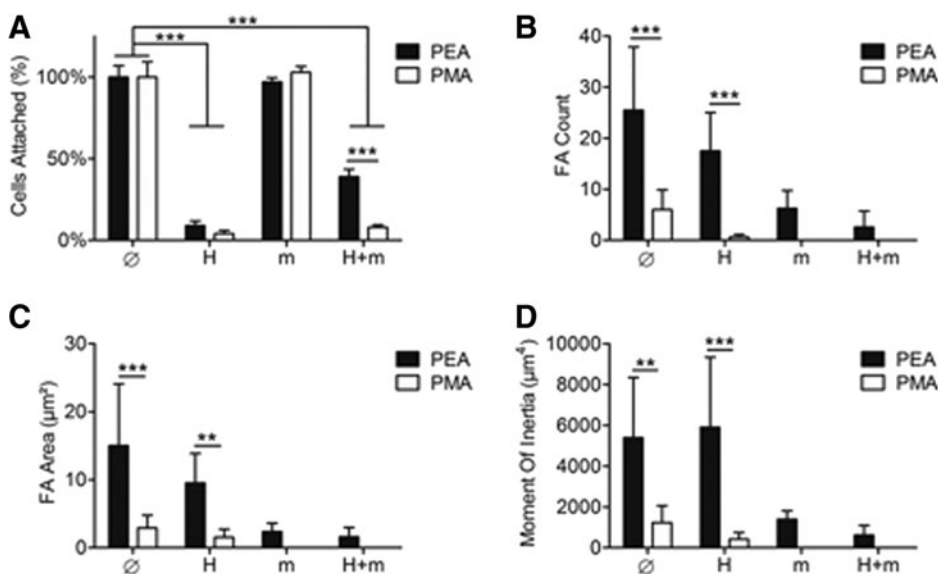 A
***
***
100%
50%
0%
Cells Attached (%)
***
PEA
PMA
∅ H m H+m
B
40
30
20
10
0
FA Count
***
***
PEA
PMA
∅ H m H+m
C
30
20
10
0
FA Area (μm²)
***
**
PEA
PMA
∅ H m H+m
D
10000
8000
6000
4000
2000
0
Moment Of Inertia (μm⁴)
**
***
PEA
PMA
∅ H m H+m